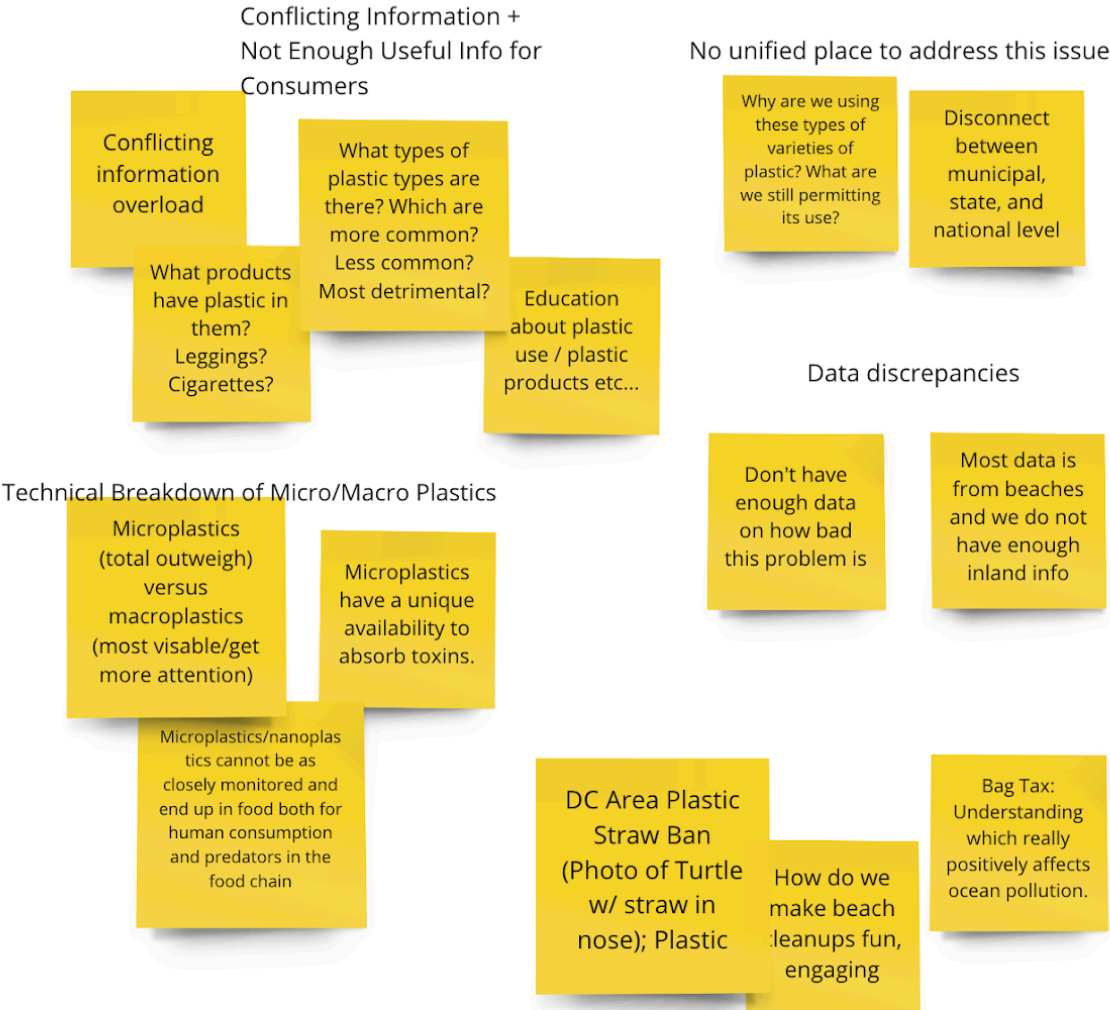 Conflicting Information +
Not Enough Useful Info for
Consumers
Conflicting
information
overload
What types of
plastic types are
there? Which are
more common?
Less common?
Most detrimental?
What products
have plastic in
them?
Leggings?
Cigarettes?
Education
about plastic
use / plastic
products etc...
No unified place to address this issue
Why are we using
these types of
varieties of
plastic? What are
we still permitting
its use?
Disconnect
between
municipal,
state, and
national level
Data discrepancies
Don't have
enough data
on how bad
this problem is
Most data is
from beaches
and we do not
have enough
inland info
Technical Breakdown of Micro/Macro Plastics
Microplastics
(total outweigh)
versus
macroplastics
(most visable/get
more attention)
Microplastics
have a unique
availability to
absorb toxins.
Microplastics/nanoplas
tics cannot be as
closely monitored and
end up in food both for
human consumption
and predators in the
food chain
DC Area Plastic
Straw Ban
(Photo of Turtle
w/ straw in
nose); Plastic
How do we
make beach
cleanups fun,
engaging
Bag Tax:
Understanding
which really
positively affects
ocean pollution.